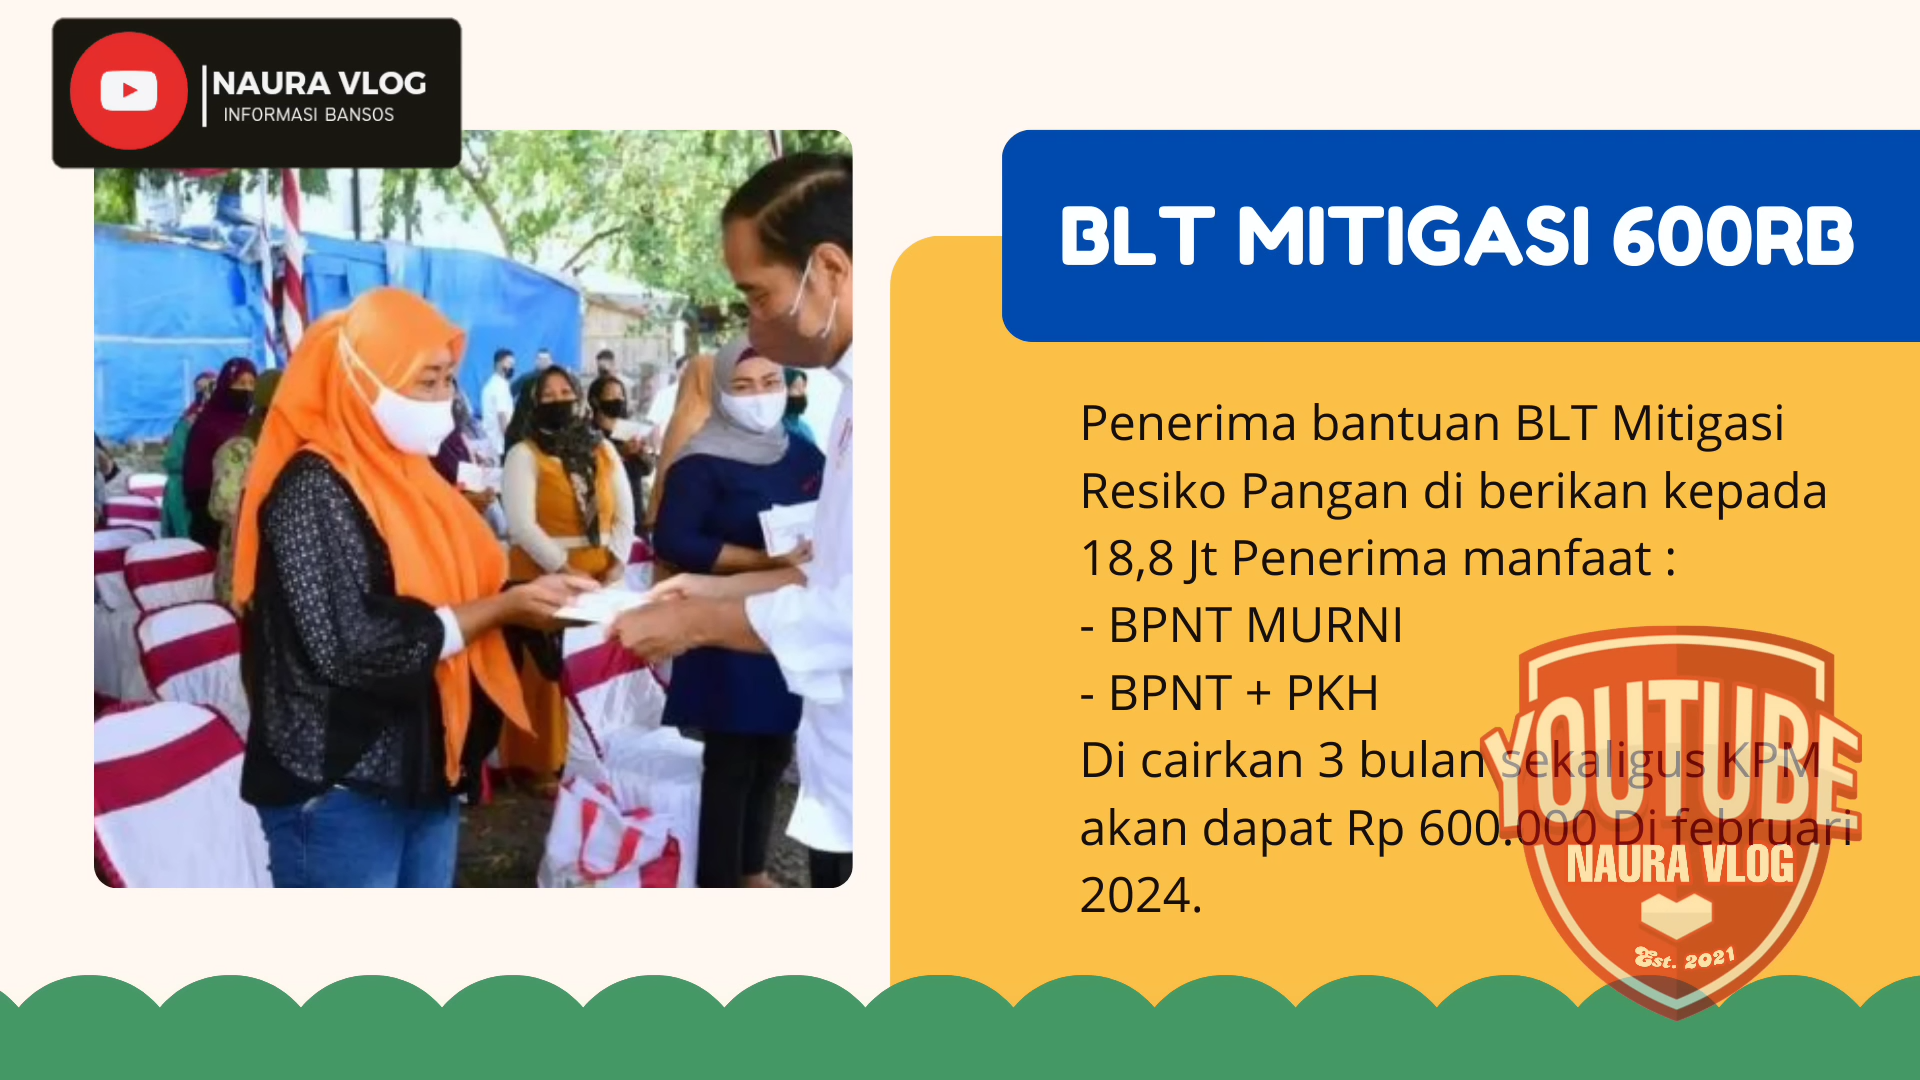 NAURA VLOG
INFORMASI BANSOS
BLT MITIGASI 600RB
Penerima bantuan BLT Mitigasi
Resiko Pangan di berikan kepada
18,8 Jt Penerima manfaat :
- BPNT MURNI
- BPNT + PKH
Di cairkan 3 bulan sekaligus KPM
akan dapat Rp 600.000 Di februari
2024.
YOUTUBE
NAURA VLOG
Est. 2021